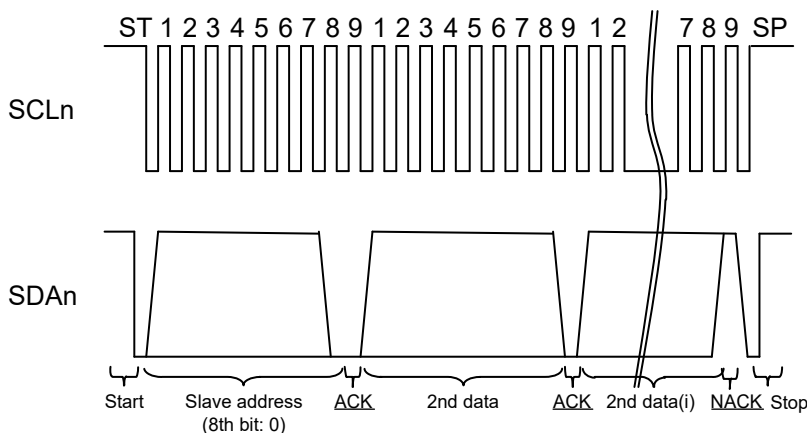 ST 1 2 3 4 5 6 7 8 9 1 2 3 4 5 6 7 8 9 1 2 7 8 9 SP
SCLn
SDAn
Start Slave address ACK 2nd data ACK 2nd data(i) NACK Stop
(8th bit: 0)